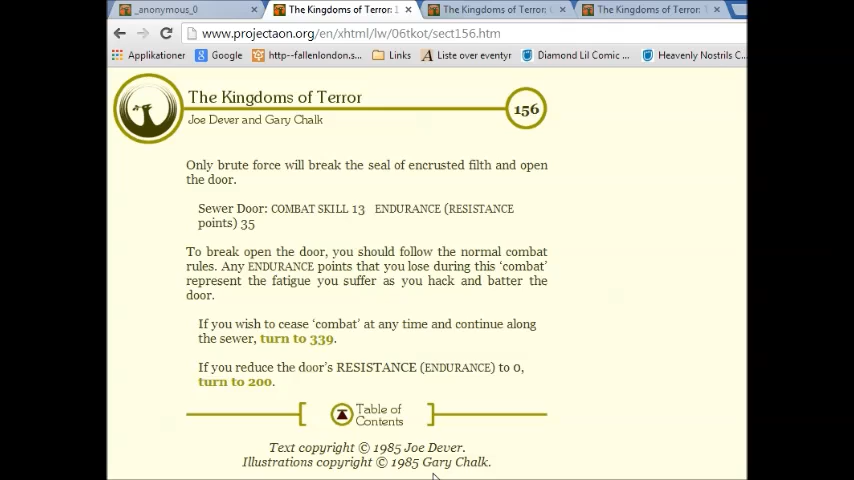 _anonymous_0
The Kingdoms of Terror: 1
The Kingdoms of Terror:
The Kingdoms of Terror:
www.projectaon.org/en/xhtml/lw/06tkot/sect156.htm
Applikationer
Google
http--fallenlondon.s...
Links
Liste over eventyr
Diamond Lil Comic ...
Heavenly Nostrils C
The Kingdoms of Terror
156
Joe Dever and Gary Chalk
Only brute force will break the seal of encrusted filth and open
the door.
Sewer Door: COMBAT SKILL 13 ENDURANCE (RESISTANCE
points) 35
To break open the door, you should follow the normal combat
rules. Any ENDURANCE points that you lose during this ‘combat’
represent the fatigue you suffer as you hack and batter the
door.
If you wish to cease ‘combat’ at any time and continue along
the sewer, turn to 339.
If you reduce the door’s RESISTANCE (ENDURANCE) to 0,
turn to 200.
Table of
Contents
Text copyright © 1985 Joe Dever.
Illustrations copyright © 1985 Gary Chalk.